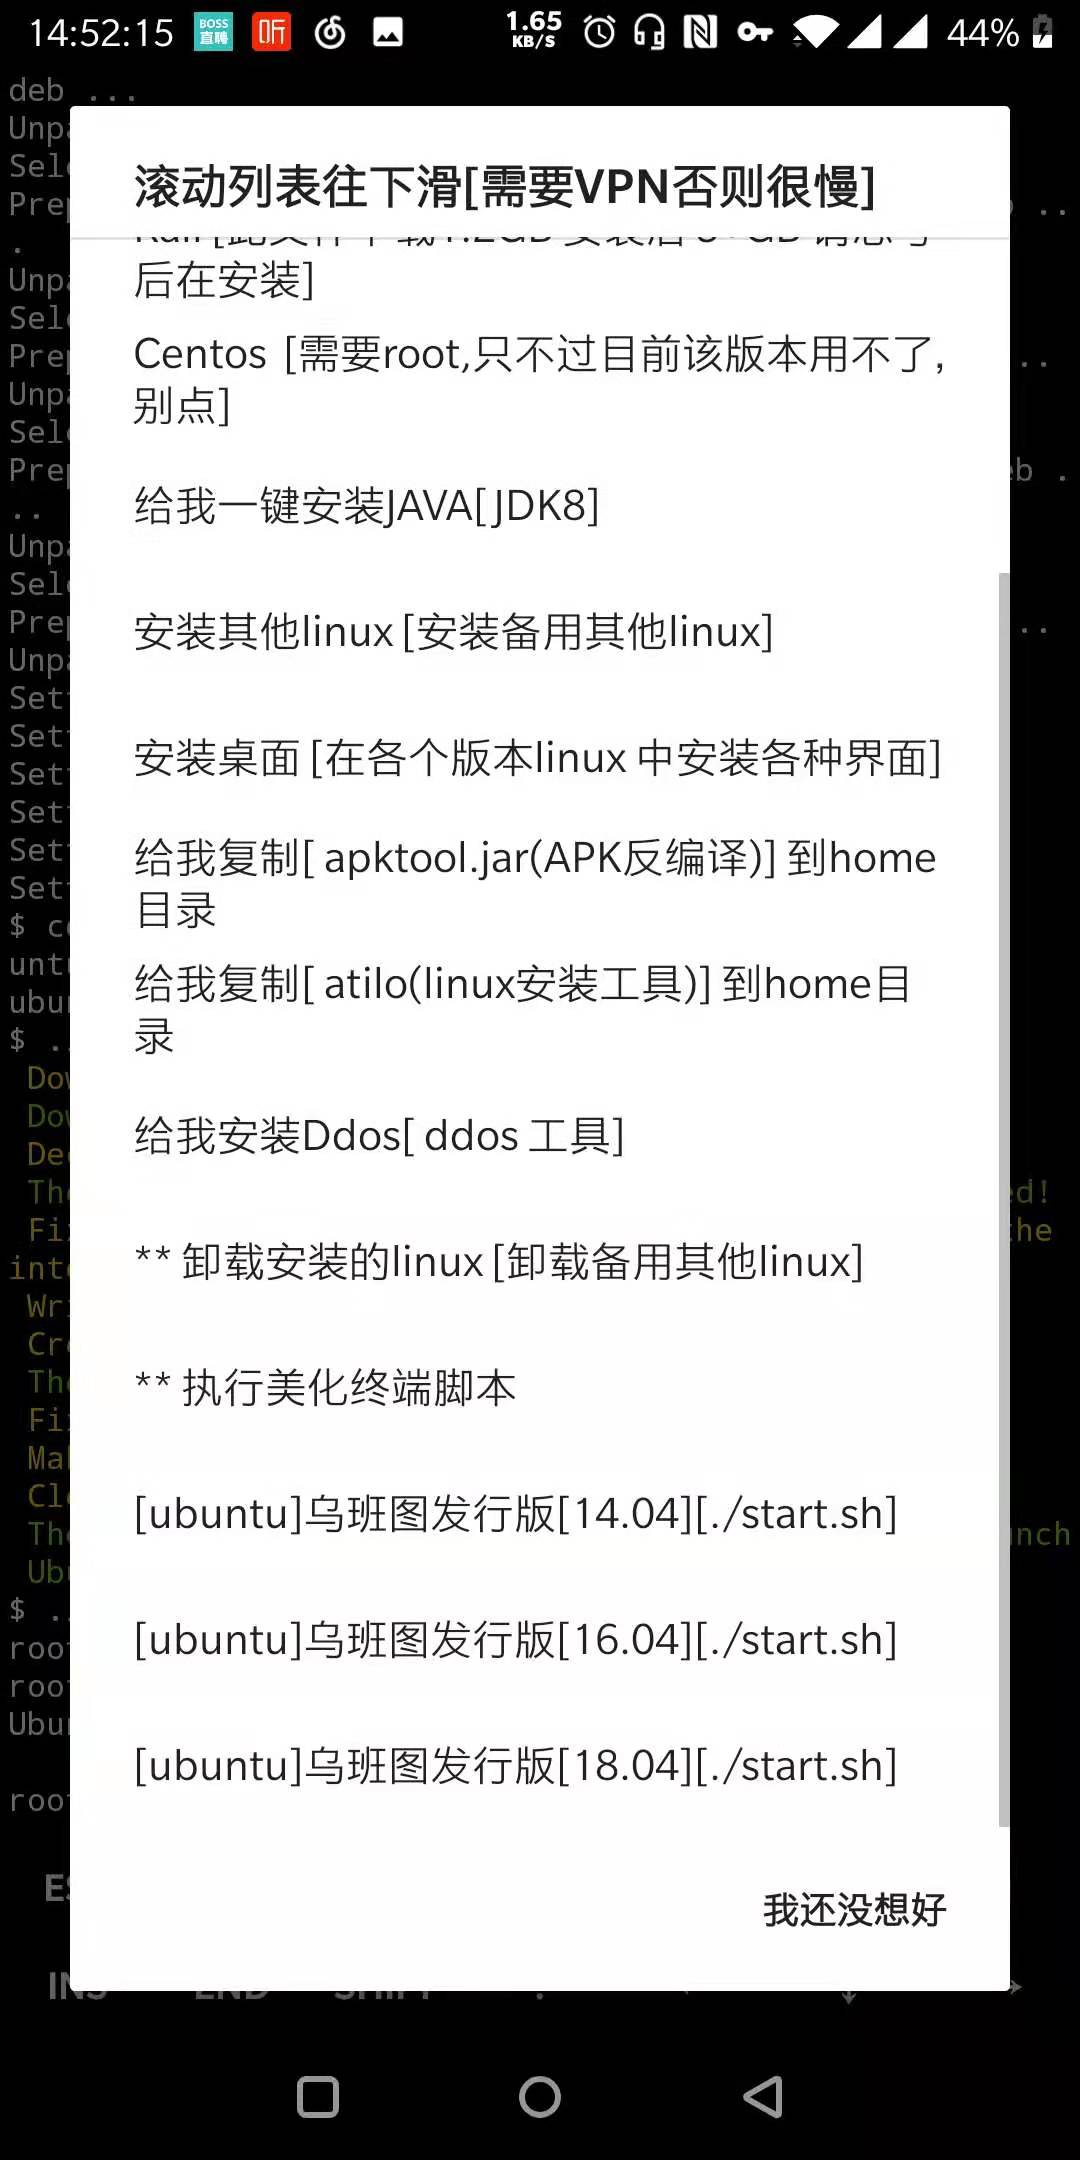 14:52:15 BOSS直聘 听 1.65 KB/S 44%
deb ...
滚动列表往下滑[需要VPN否则很慢]
后在安装]
Centos [需要root,只不过目前该版本用不了,
别点]
给我一键安装JAVA[JDK8]
安装其他linux [安装备用其他linux]
安装桌面 [在各个版本linux 中安装各种界面]
给我复制[ apktool.jar(APK反编译)] 到home
目录
给我复制[ atilo(linux安装工具)] 到home目
录
给我安装Ddos[ ddos 工具]
** 卸载安装的linux [卸载备用其他linux]
** 执行美化终端脚本
[ubuntu]乌班图发行版[14.04][./start.sh]
[ubuntu]乌班图发行版[16.04][./start.sh]
[ubuntu]乌班图发行版[18.04][./start.sh]
我还没想好